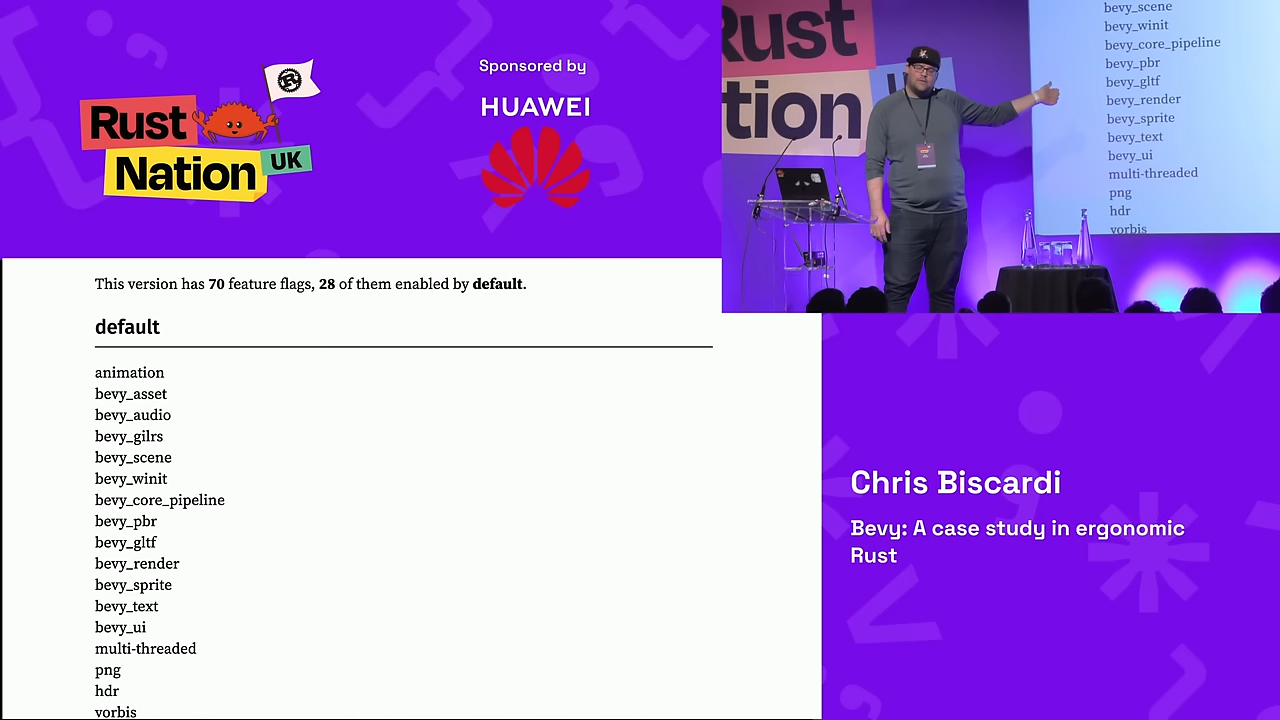 Rust
Nation
UK
Sponsored by
HUAWEI
This version has 70 feature flags, 28 of them enabled by default.
default
animation
bevy_asset
bevy_audio
bevy_gilrs
bevy_scene
bevy_winit
bevy_core_pipeline
bevy_pbr
bevy_gltf
bevy_render
bevy_sprite
bevy_text
bevy_ui
multi-threaded
png
hdr
vorbis
Rust
tion
bevy_scene
bevy_winit
bevy_core_pipeline
bevy_pbr
bevy_gltf
bevy_render
bevy_sprite
bevy_text
bevy_ui
multi-threaded
png
hdr
vorbis
Chris Biscardi
Bevy: A case study in ergonomic
Rust